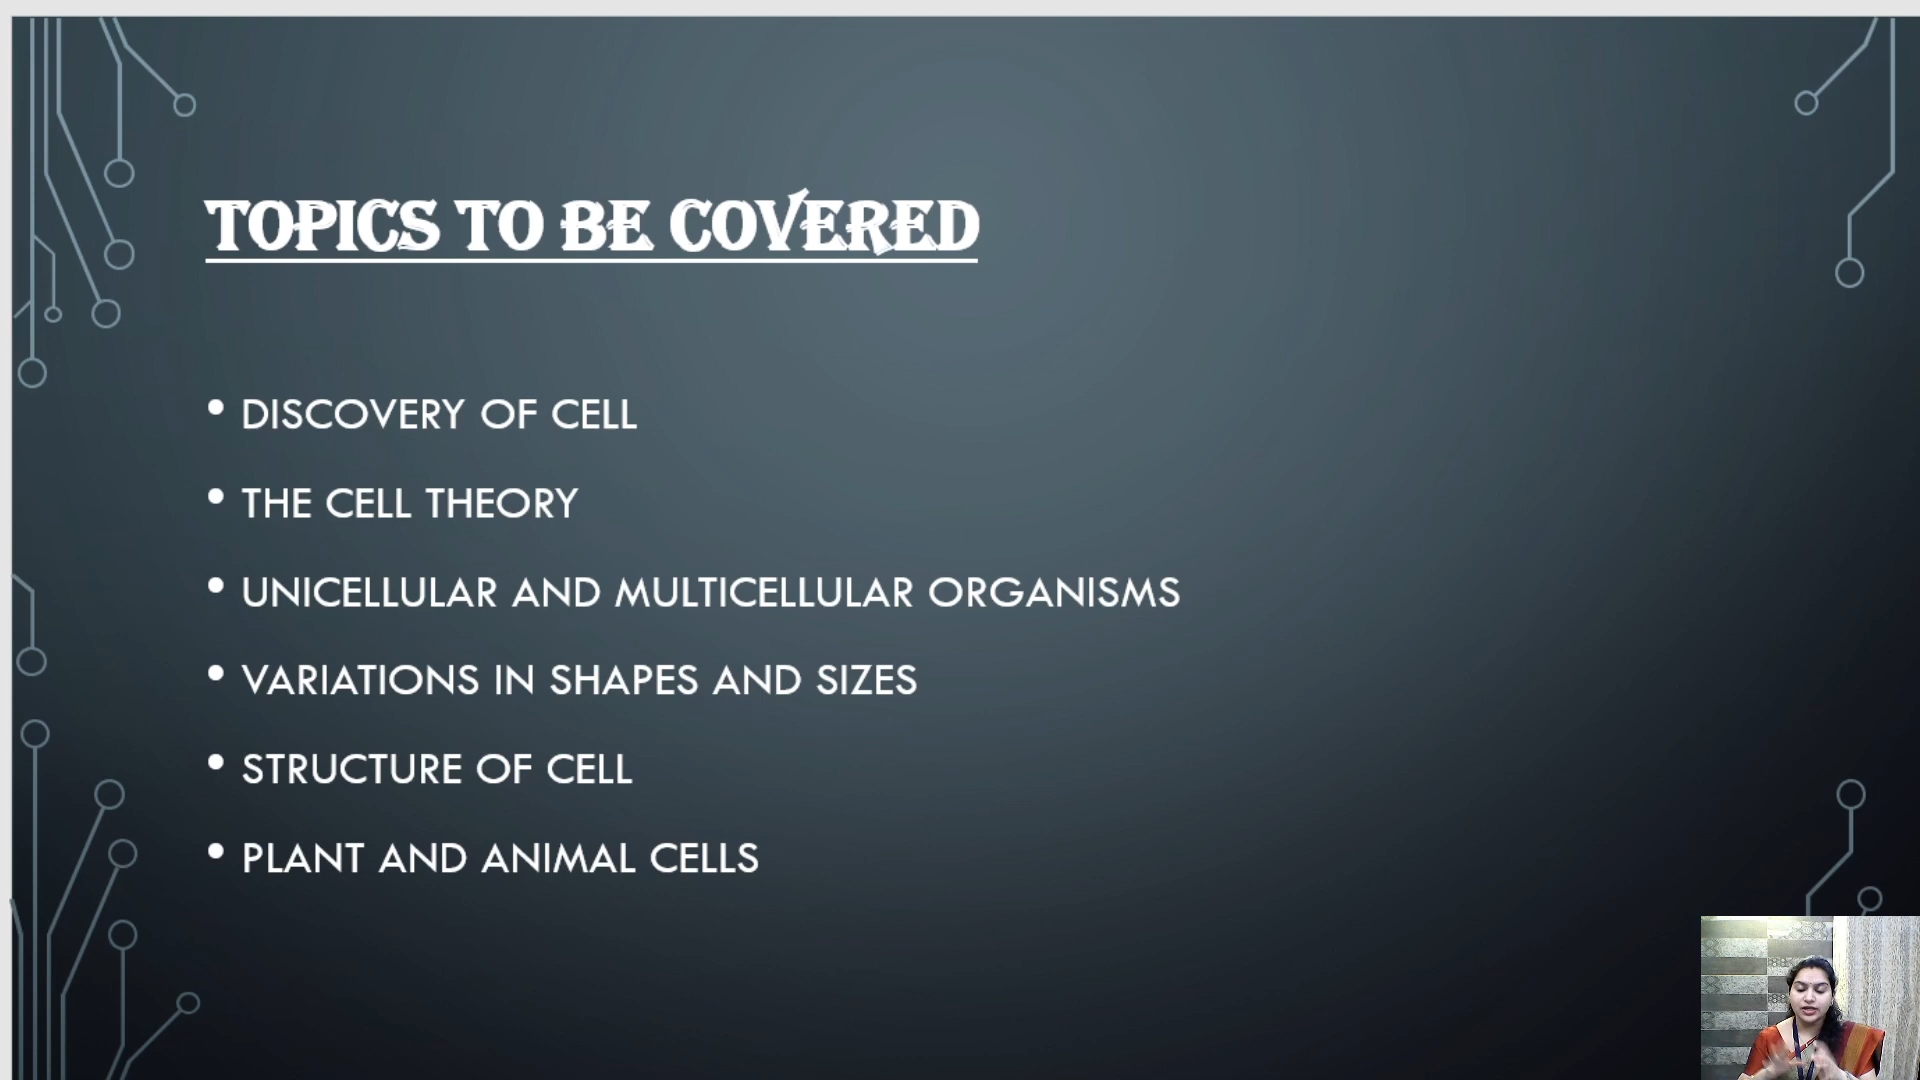 TOPICS TO BE COVERED
• DISCOVERY OF CELL
• THE CELL THEORY
• UNICELLULAR AND MULTICELLULAR ORGANISMS
• VARIATIONS IN SHAPES AND SIZES
• STRUCTURE OF CELL
• PLANT AND ANIMAL CELLS